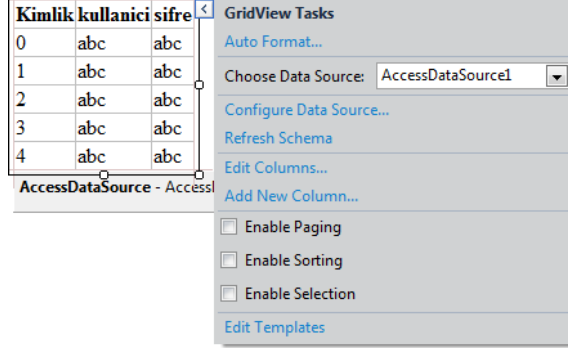 Kimlik kullanici sifre
0 abc abc
1 abc abc
2 abc abc
3 abc abc
4 abc abc
AccessDataSource - Access
GridView Tasks
Auto Format...
Choose Data Source: AccessDataSource1
Configure Data Source...
Refresh Schema
Edit Columns...
Add New Column...
Enable Paging
Enable Sorting
Enable Selection
Edit Templates